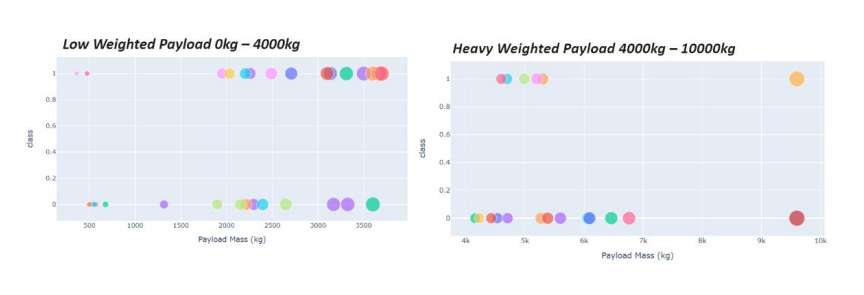 Low Weighted Payload 0kg – 4000kg
1
0.8
0.6
0.4
0.2
0
class
500
1000
1500
2000
2500
3000
3500
Payload Mass (kg)
Heavy Weighted Payload 4000kg – 10000kg
1
0.8
0.6
0.4
0.2
0
class
4k
5k
6k
7k
8k
9k
10k
Payload Mass (kg)